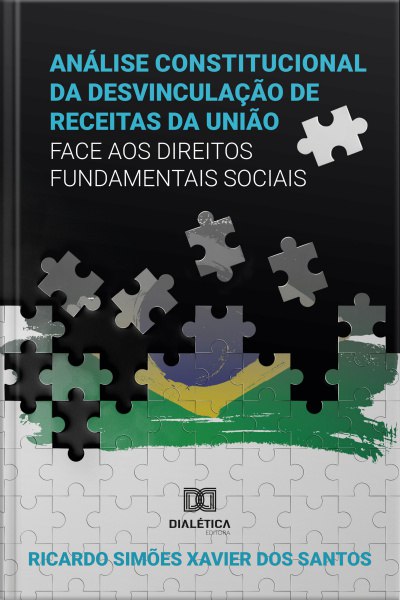 ANÁLISE CONSTITUCIONAL
DA DESVINCULAÇÃO DE
RECEITAS DA UNIÃO
FACE AOS DIREITOS
FUNDAMENTAIS SOCIAIS
DIALÉTICA
EDITORA
RICARDO SIMÕES XAVIER DOS SANTOS